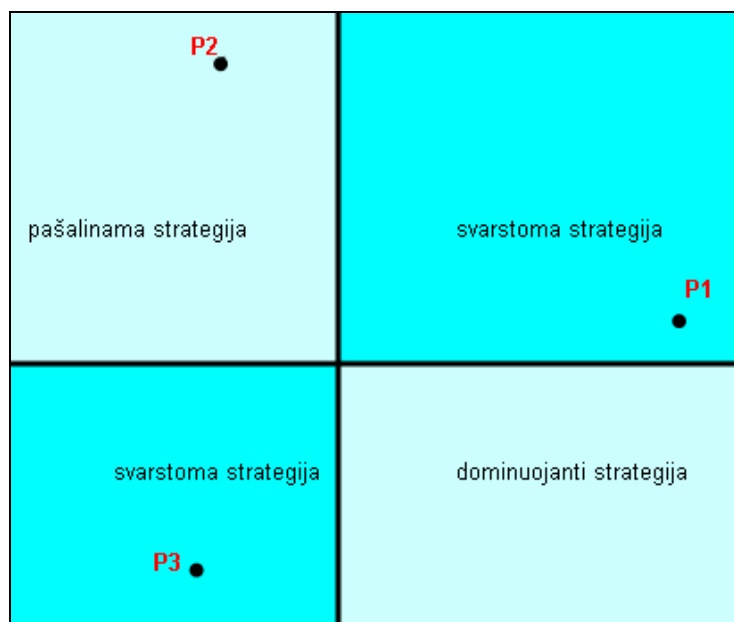 P2
pašalinama strategija
svarstoma strategija
P1
svarstoma strategija
dominuojanti strategija
P3